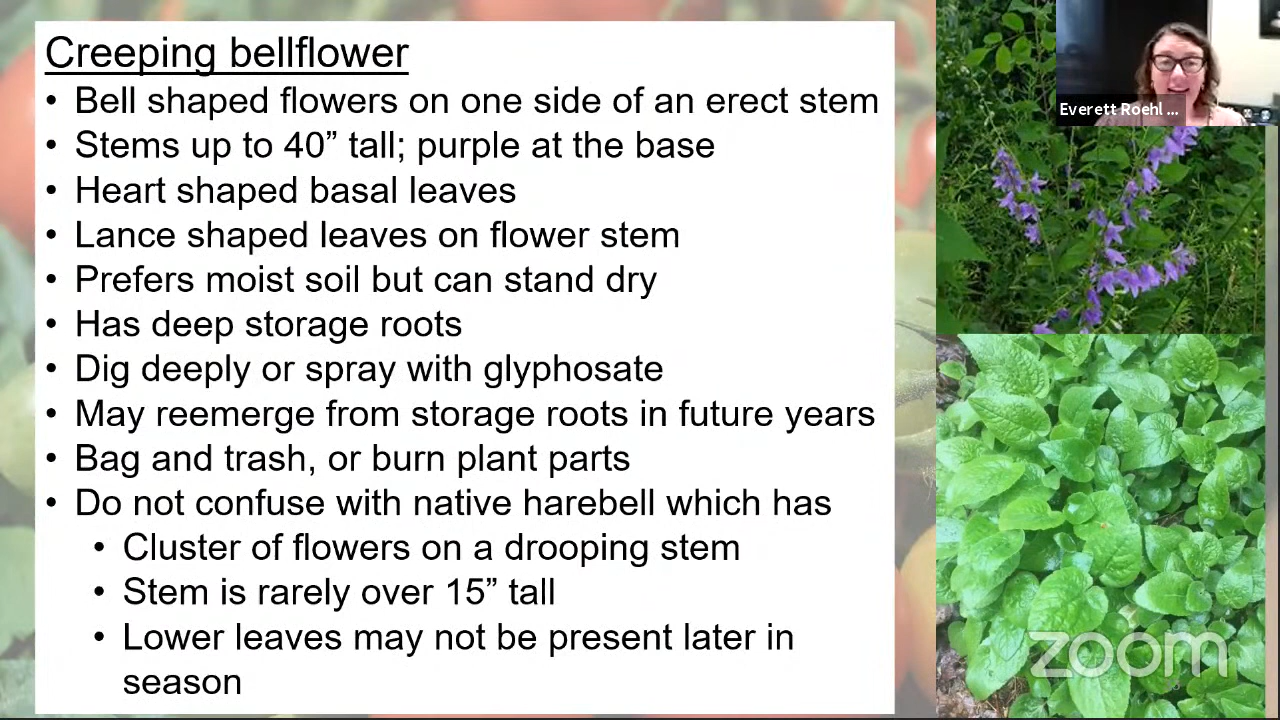 Creeping bellflower
• Bell shaped flowers on one side of an erect stem
• Stems up to 40” tall; purple at the base
• Heart shaped basal leaves
• Lance shaped leaves on flower stem
• Prefers moist soil but can stand dry
• Has deep storage roots
• Dig deeply or spray with glyphosate
• May reemerge from storage roots in future years
• Bag and trash, or burn plant parts
• Do not confuse with native harebell which has
• Cluster of flowers on a drooping stem
• Stem is rarely over 15” tall
• Lower leaves may not be present later in
season
Everett Roehl ...
zoom